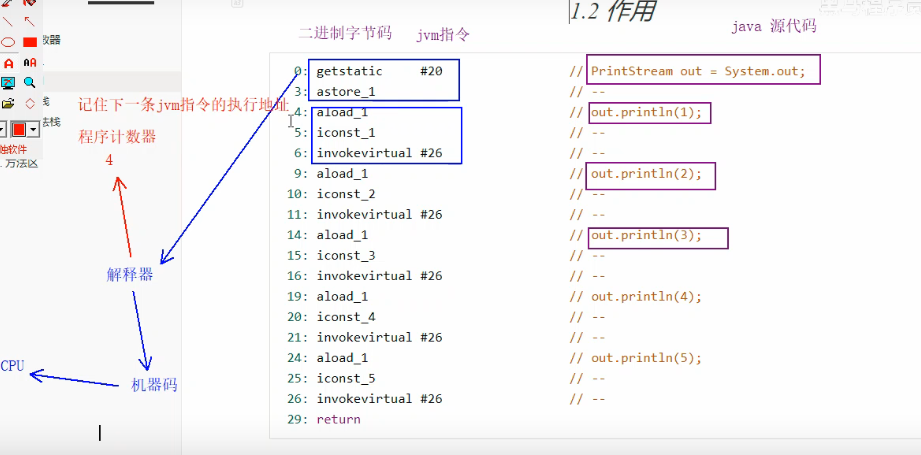 1.2 作用
二进制字节码 jvm指令 java 源代码
数器
0: getstatic #20 // PrintStream out = System.out;
3: astore_1 // --
栈 记住下一条jvm指令的执行地址 4: aload_1 // out.println(1);
法栈 5: iconst_1 // --
程序计数器 6: invokevirtual #26 // --
4 9: aload_1 // out.println(2);
方法区
10: iconst_2 // --
11: invokevirtual #26 // --
14: aload_1 // out.println(3);
15: iconst_3 // --
解释器 16: invokevirtual #26 // --
19: aload_1 // out.println(4);
20: iconst_4 // --
21: invokevirtual #26 // --
CPU 24: aload_1 // out.println(5);
机器码 25: iconst_5 // --
26: invokevirtual #26 // --
29: return